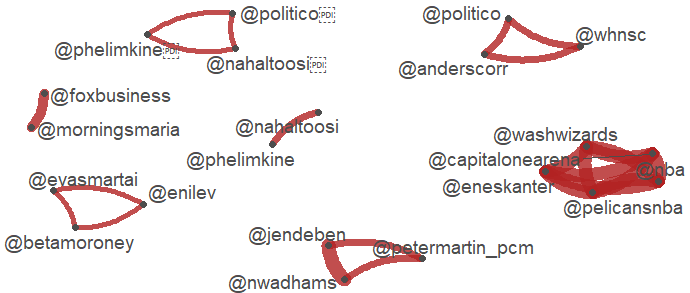 @politico PDI
@phelimkine PDI
@nahaltoosi PDI
@politico
@whnsc
@anderscorr
@foxbusiness
@morningsmaria
@nahaltoosi
@phelimkine
@washwizards
@capitalonearena
@nba
@eneskanter
@pelicansnba
@evasmartai
@enilev
@betamoroney
@jendeben
@petermartin_pcm
@nwadhams